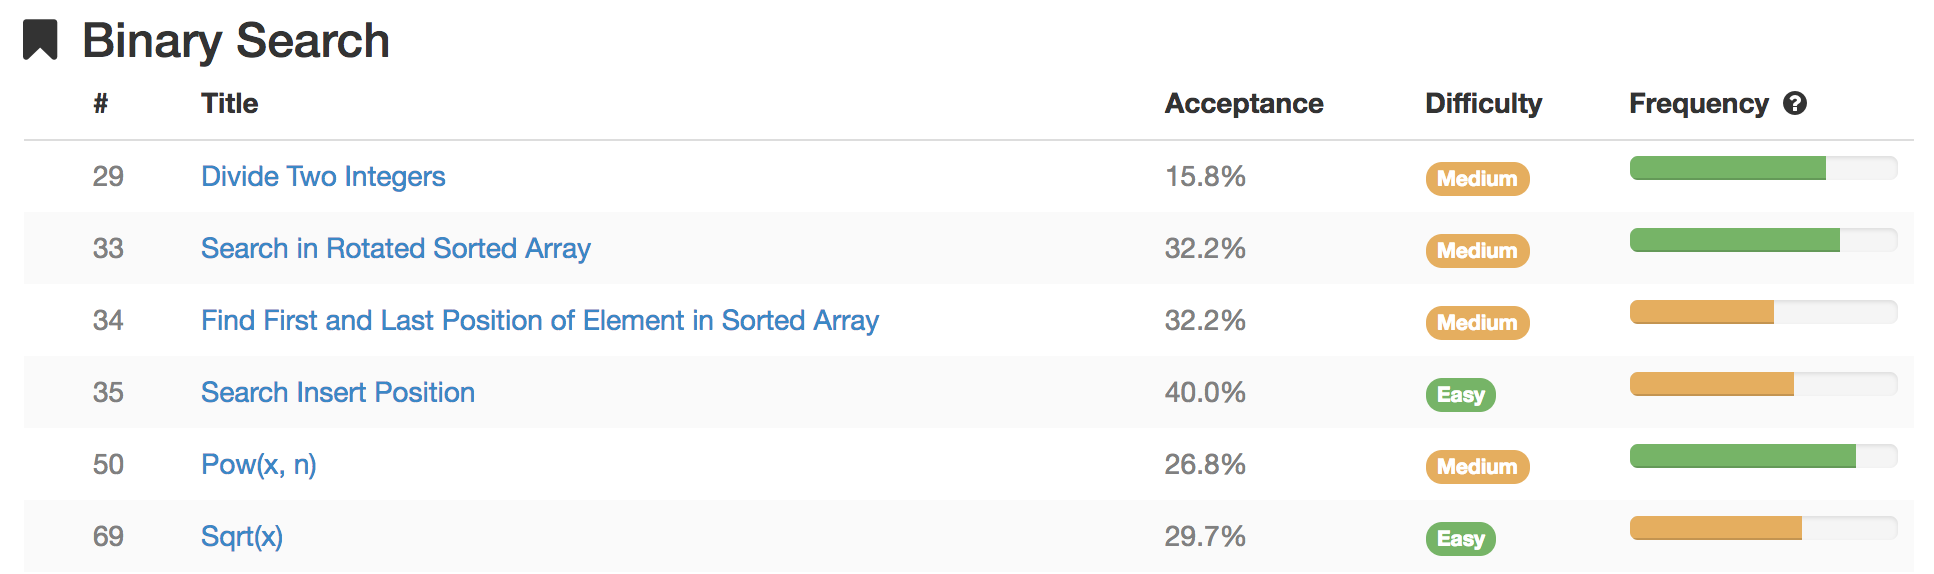 Binary Search
# Title Acceptance Difficulty Frequency ?
29 Divide Two Integers 15.8% Medium
33 Search in Rotated Sorted Array 32.2% Medium
34 Find First and Last Position of Element in Sorted Array 32.2% Medium
35 Search Insert Position 40.0% Easy
50 Pow(x, n) 26.8% Medium
69 Sqrt(x) 29.7% Easy